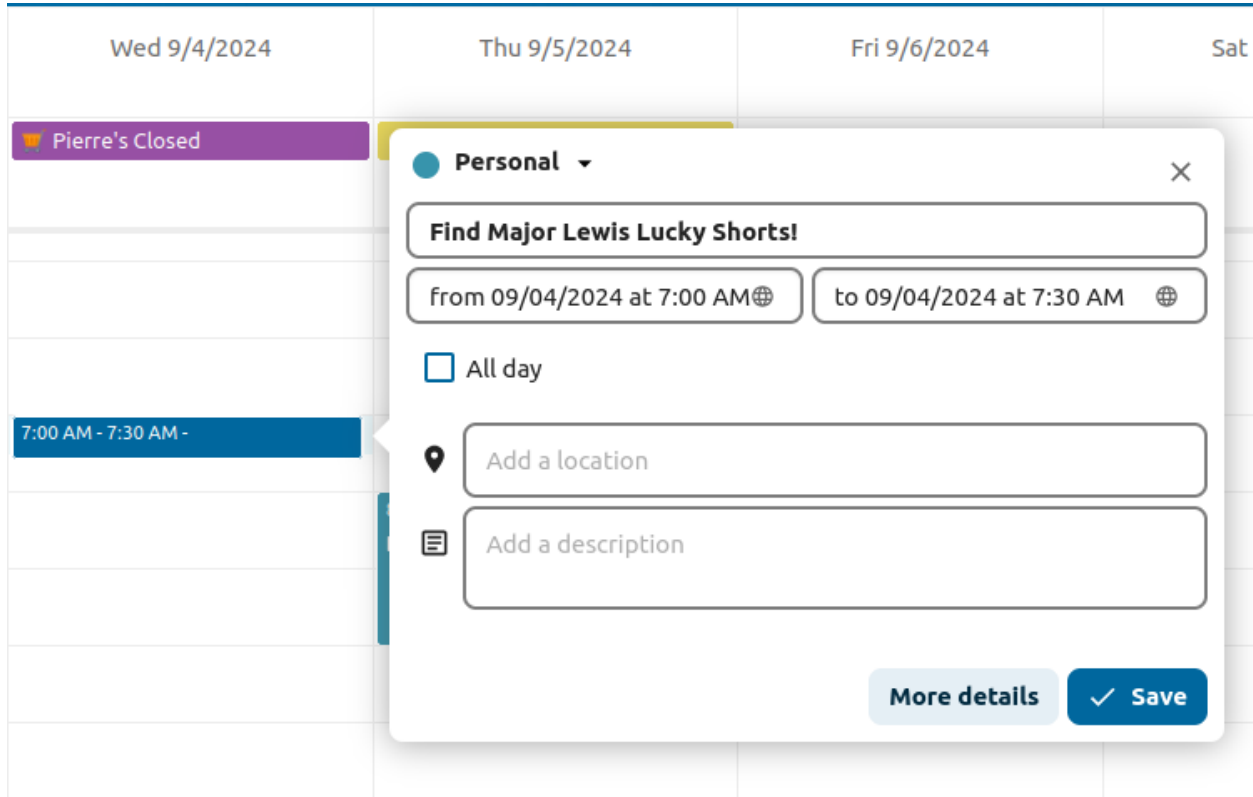 Wed 9/4/2024 Thu 9/5/2024 Fri 9/6/2024 Sat
Pierre's Closed
Personal
Find Major Lewis Lucky Shorts!
from 09/04/2024 at 7:00 AM to 09/04/2024 at 7:30 AM
All day
7:00 AM - 7:30 AM -
Add a location
Add a description
More details Save